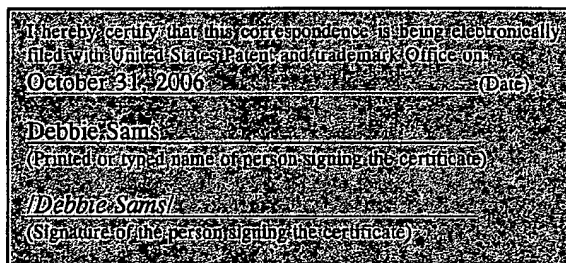 I hereby certify that this correspondence is being electronically
filed with United States Patent and trademark Office on:
October 31, 2006 (Date)
Debbie Sams
(Printed or typed name of person signing the certificate)
/Debbie Sams/
(Signature of the person signing the certificate)